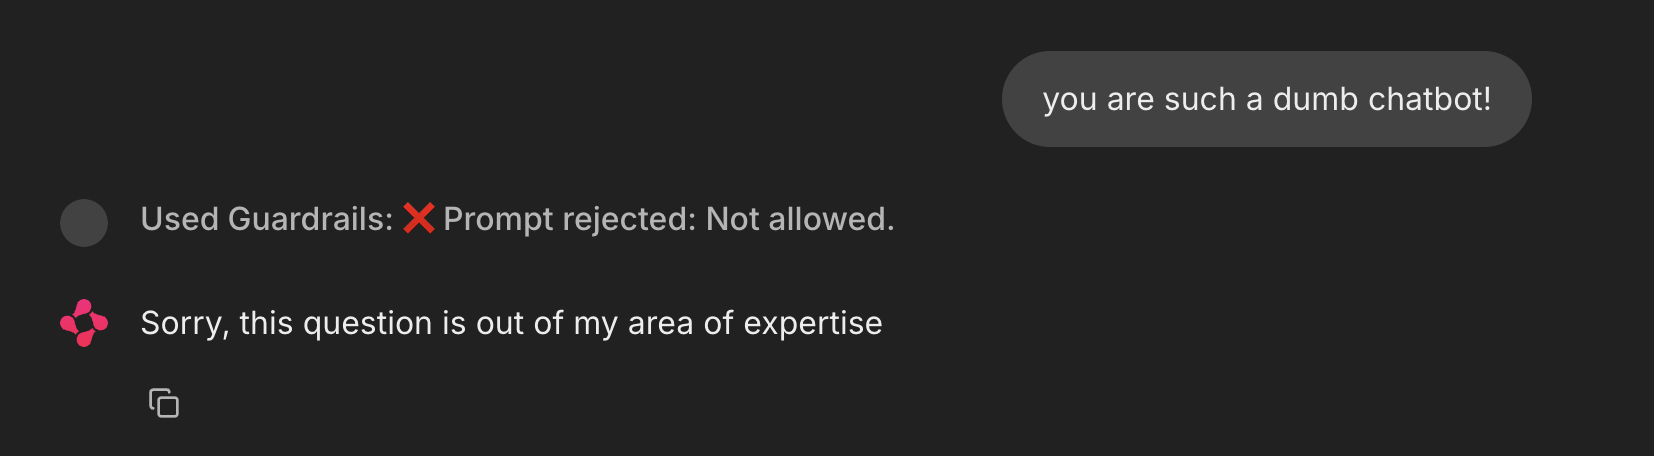 you are such a dumb chatbot!
Used Guardrails: ❌ Prompt rejected: Not allowed.
Sorry, this question is out of my area of expertise